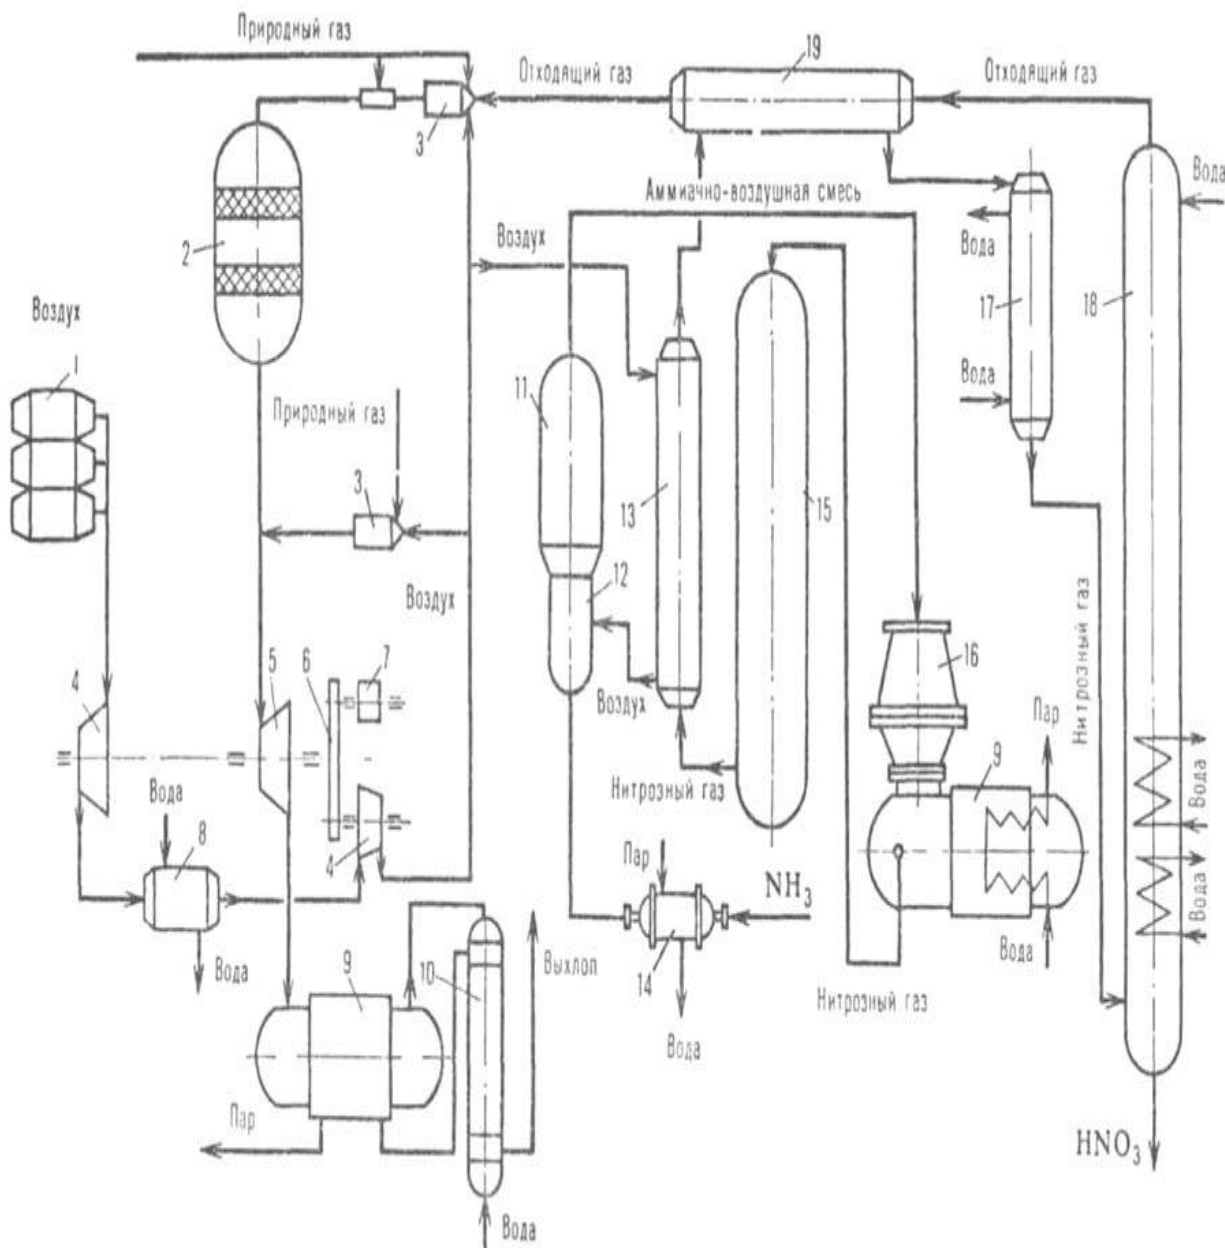 Природный газ
19
Отходящий газ
Отходящий газ
3
Аммиачно-воздушная смесь
Вода
Воздух
Вода
2
17
18
Воздух
1
11
Вода
Природный газ
3
13
15
12
Воздух
Нитрозный газ
16
4
5
6
7
Воздух
Пар
9
Нитрозный газ
Вода
Вода
8
4
Пар
NH₃
Вода
Вода
Вода
9
10
Выхлоп
14
Нитрозный газ
Вода
Пар
HNO₃
Вода